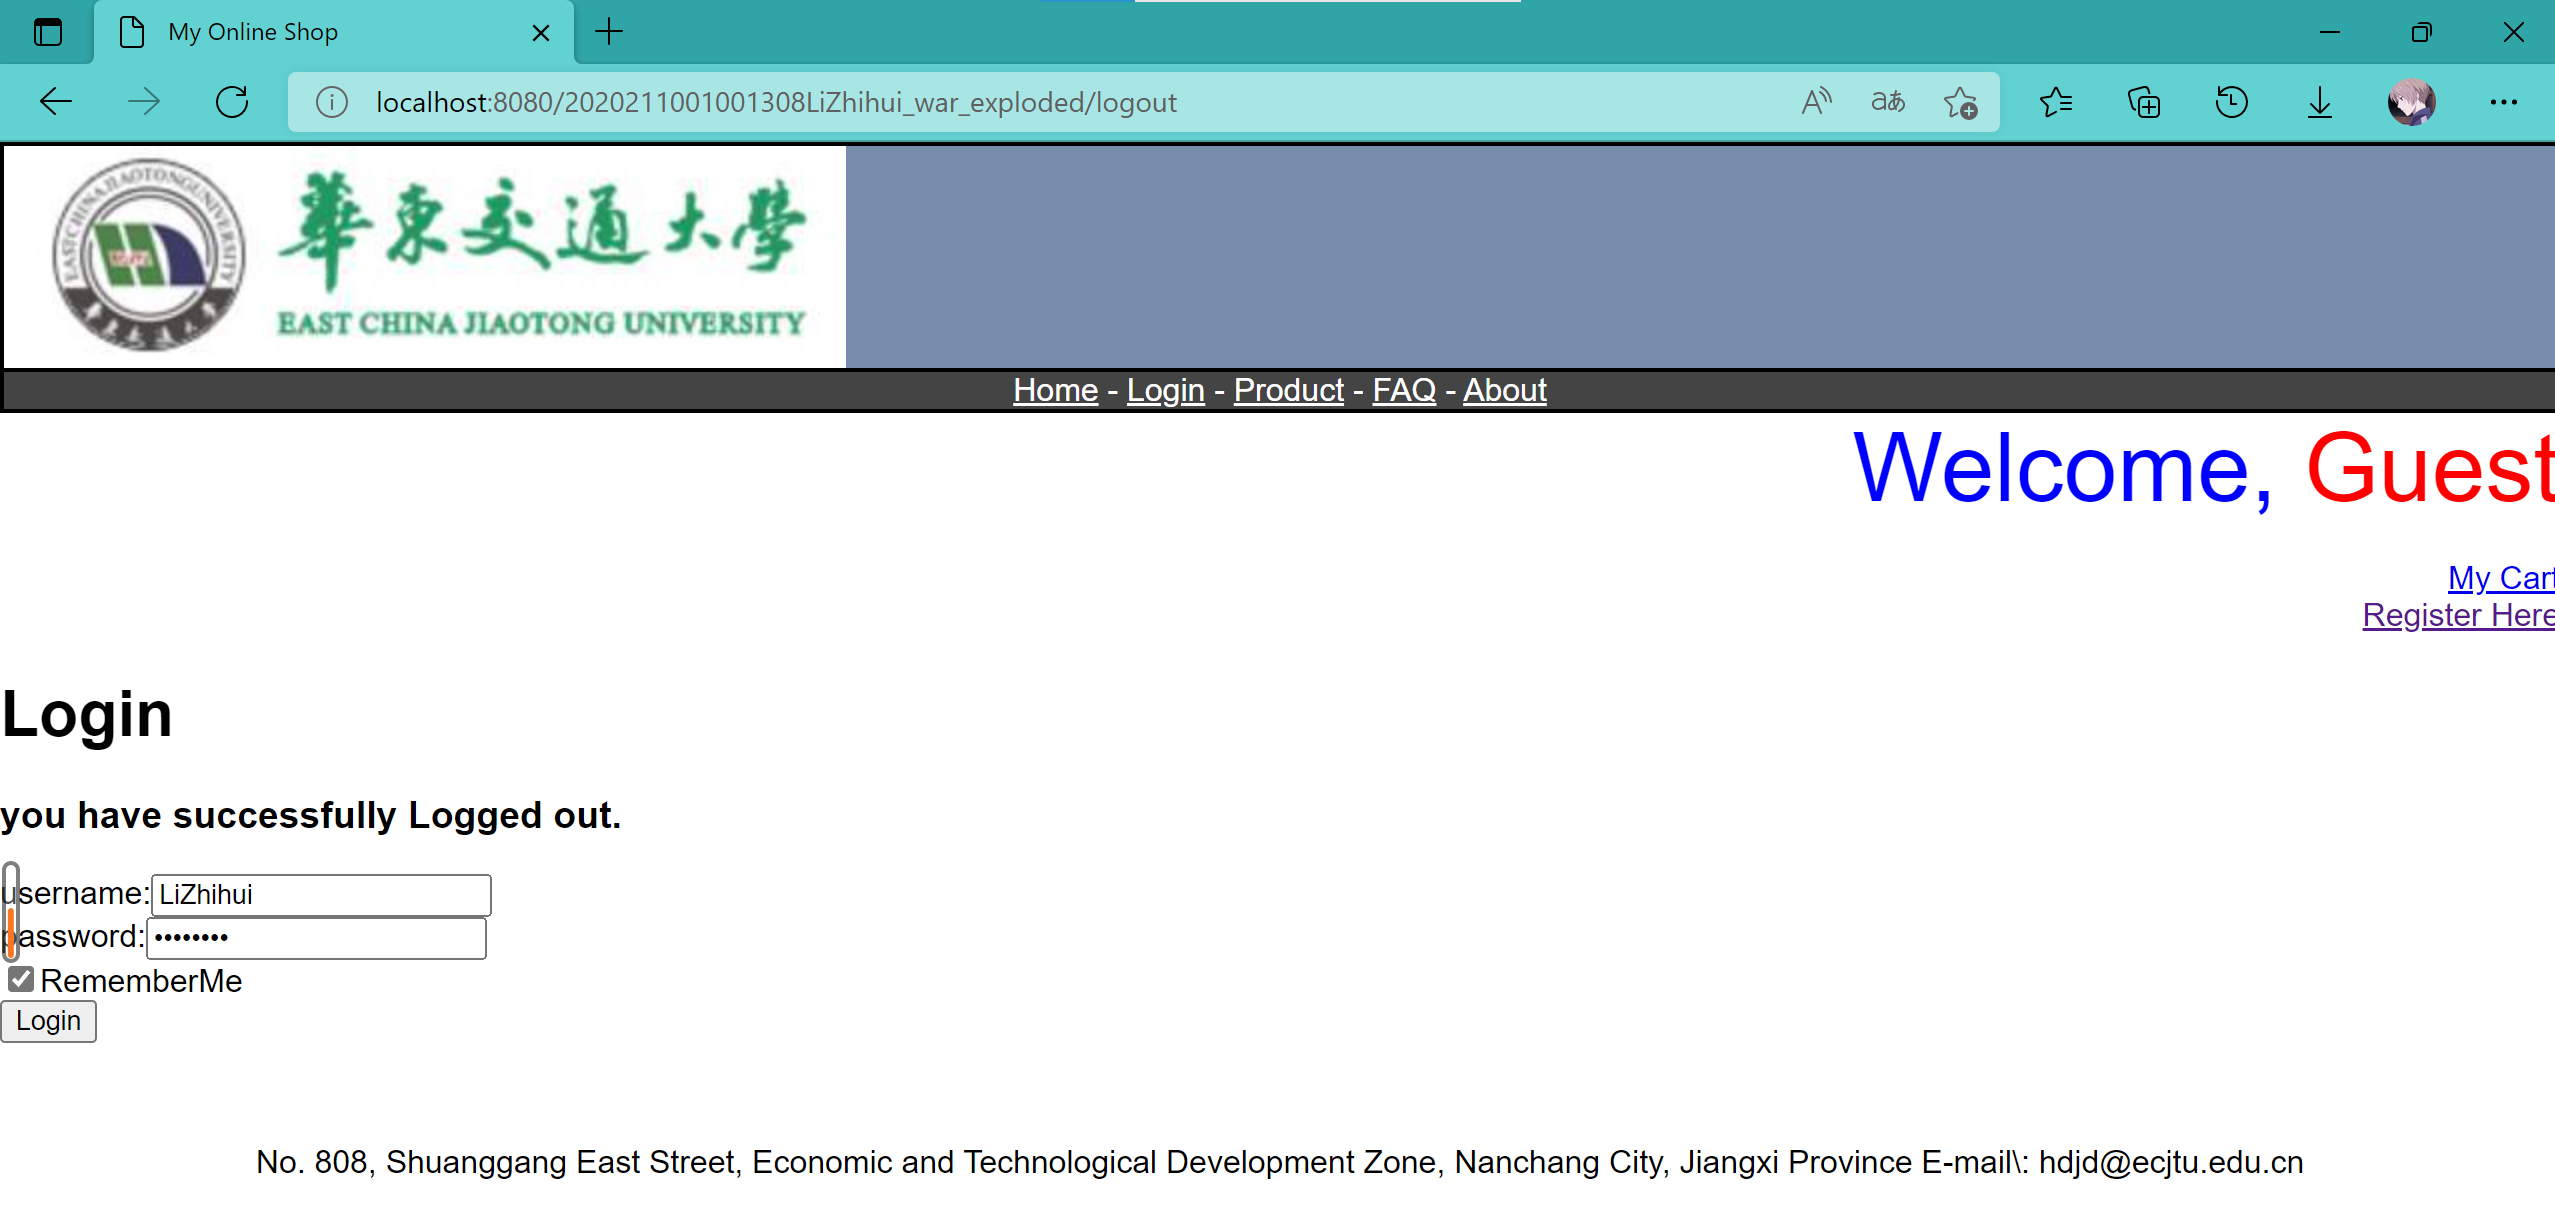 My Online Shop
localhost:8080/2020211001001308LiZhihui_war_exploded/logout
EASTCHINAJIAOTONGUNIVERSITY
華東交通大學
EAST CHINA JIAOTONG UNIVERSITY
Home - Login - Product - FAQ - About
Welcome, Guest
My Cart
Register Here
Login
you have successfully Logged out.
username: LiZhihui
password: ••••••••
RememberMe
Login
No. 808, Shuanggang East Street, Economic and Technological Development Zone, Nanchang City, Jiangxi Province E-mail\: hdjd@ecjtu.edu.cn